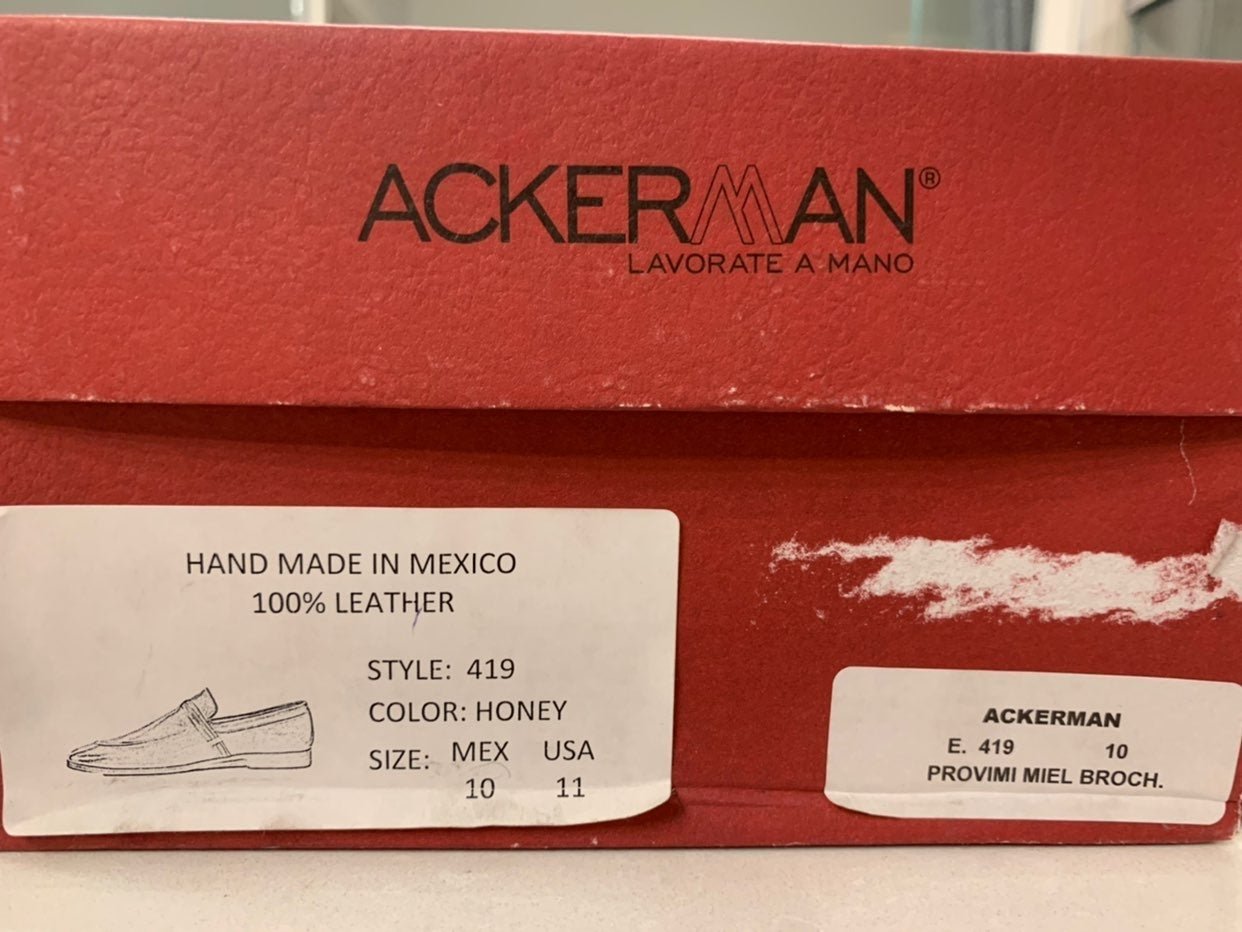 ACKERMAN®
LAVORATE A MANO
HAND MADE IN MEXICO
100% LEATHER
STYLE: 419
COLOR: HONEY
SIZE: MEX USA
10 11
ACKERMAN
E. 419 10
PROVIMI MIEL BROCH.